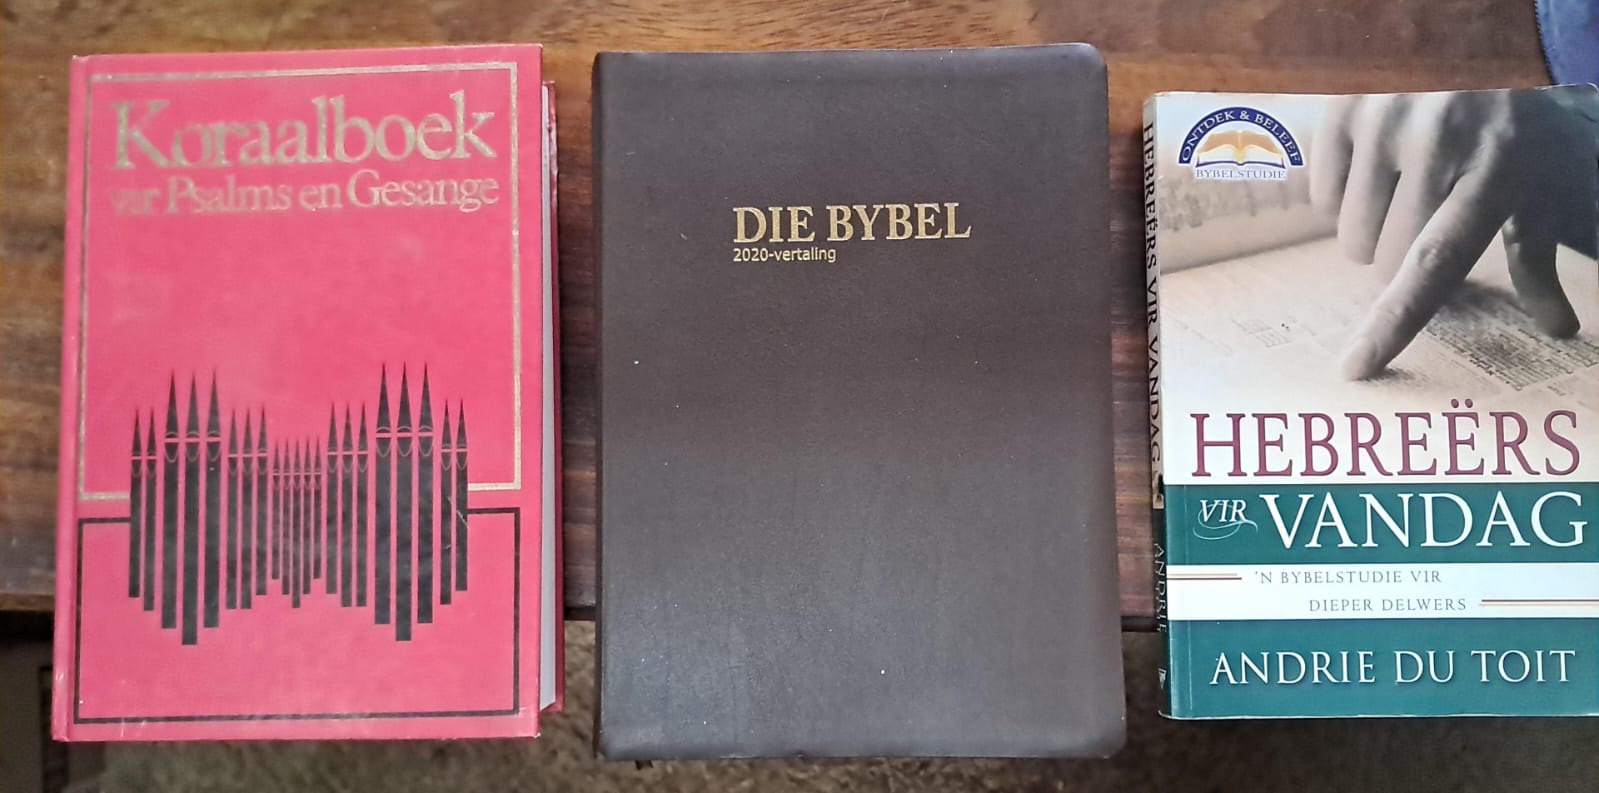 Koraalboek
vir Psalms en Gesange
DIE BYBEL
2020-vertaling
HEBREËRS VIR VANDAG
ANDRIE
ONTDEK & BELEEF
BYBELSTUDIE
HEBREËRS
VIR VANDAG
'N BYBELSTUDIE VIR
DIEPER DELWERS
ANDRIE DU TOIT